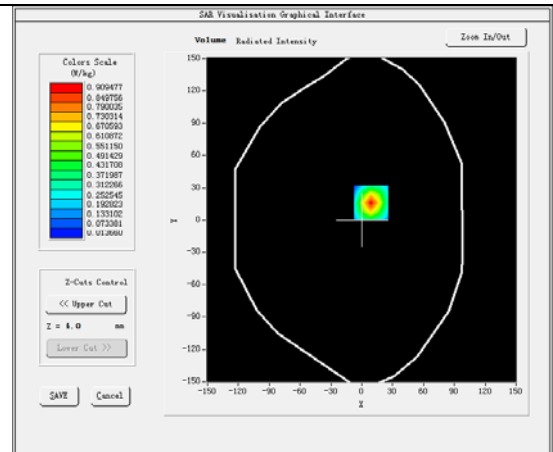 SAR Visualisation Graphical Interface
Volume Radiated Intensity
Zoom In/Out
Colors Scale
(W/kg)
0.909477
0.849756
0.790035
0.730314
0.670593
0.610872
0.551150
0.491429
0.431708
0.371987
0.312266
0.252545
0.192823
0.133102
0.073381
0.013660
150
120
90
60
30
0
-30
-60
-90
-120
-150
Y
-150 -120 -90 -60 -30 0 30 60 90 120 150
X
Z-Cuts Control
<< Upper Cut
Z = 4.0 mm
Lower Cut >>
SAVE Cancel